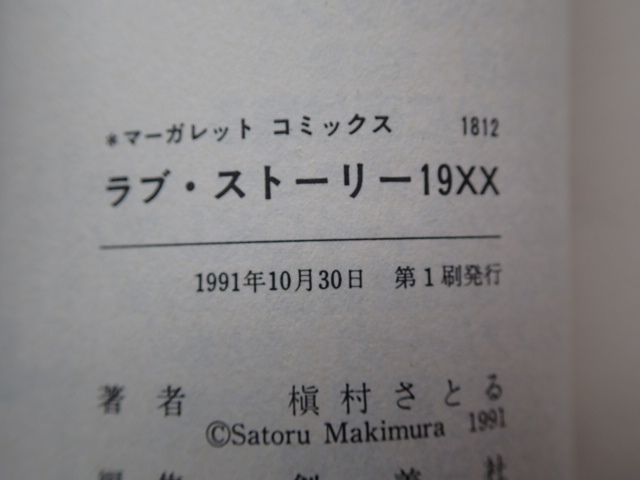 *マーガレット コミックス 1812
ラブ・ストーリー19XX
1991年10月30日 第1刷発行
著者 槇村さとる
©Satoru Makimura 1991